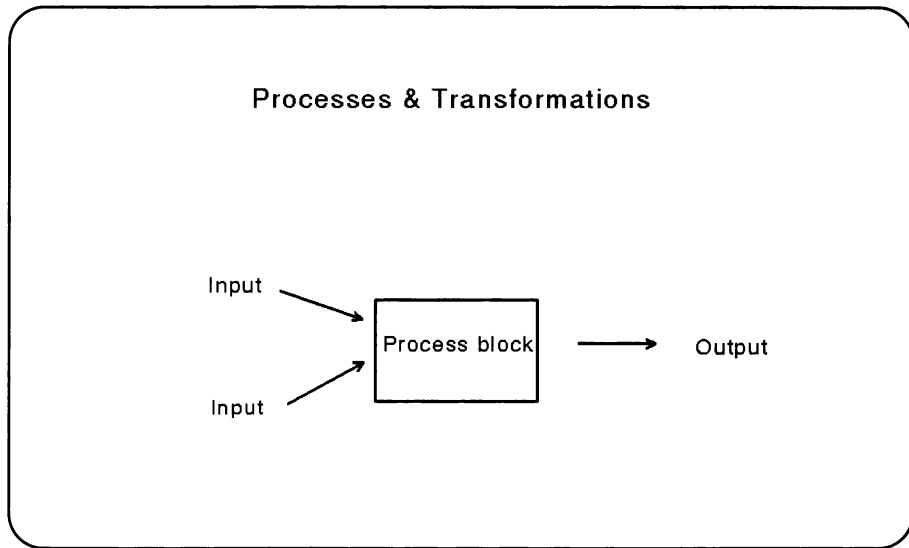 Processes & Transformations
Input
Process block
Output
Input